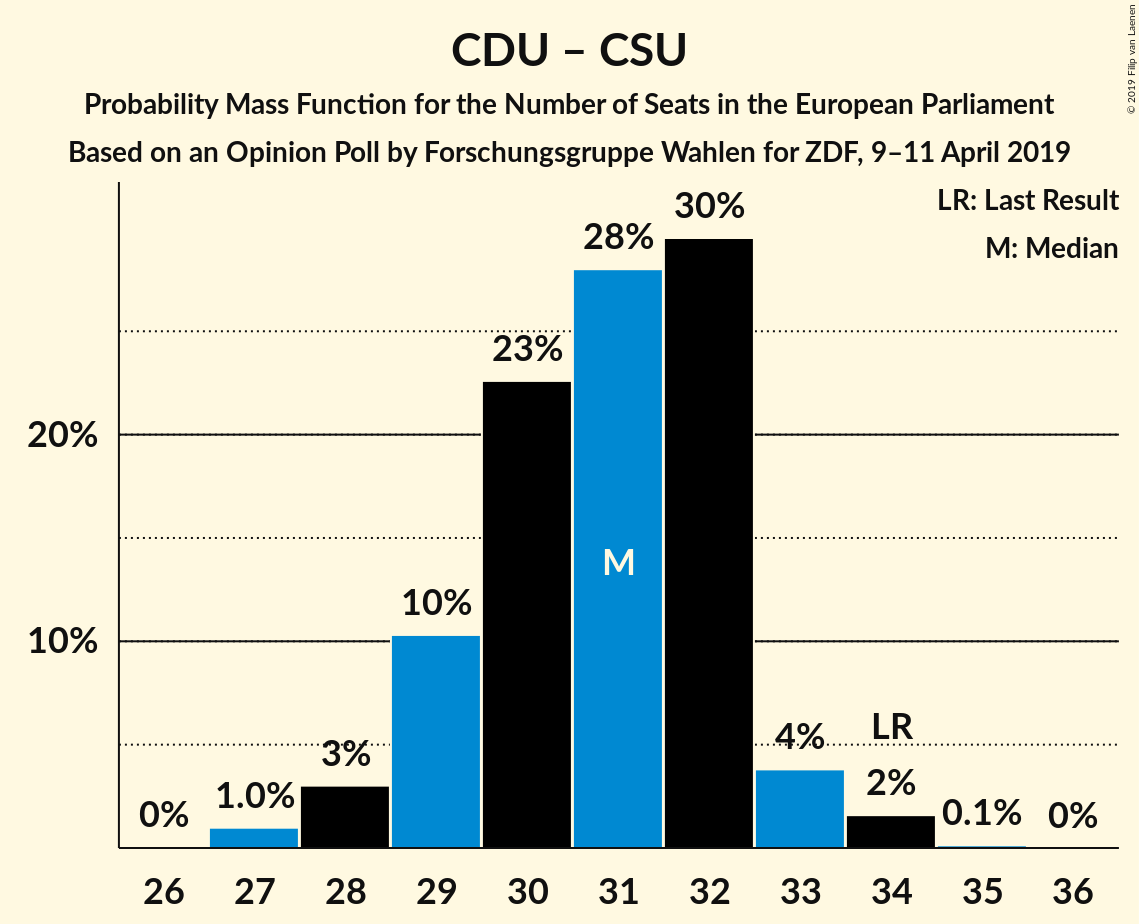 CDU – CSU
Probability Mass Function for the Number of Seats in the European Parliament
Based on an Opinion Poll by Forschungsgruppe Wahlen for ZDF, 9–11 April 2019
© 2019 Filip van Laenen
LR: Last Result
M: Median
30%
28%
23%
20%
M
10%
10%
LR
4%
3%
2%
1.0%
0%
0.1%
0%
26 27 28 29 30 31 32 33 34 35 36